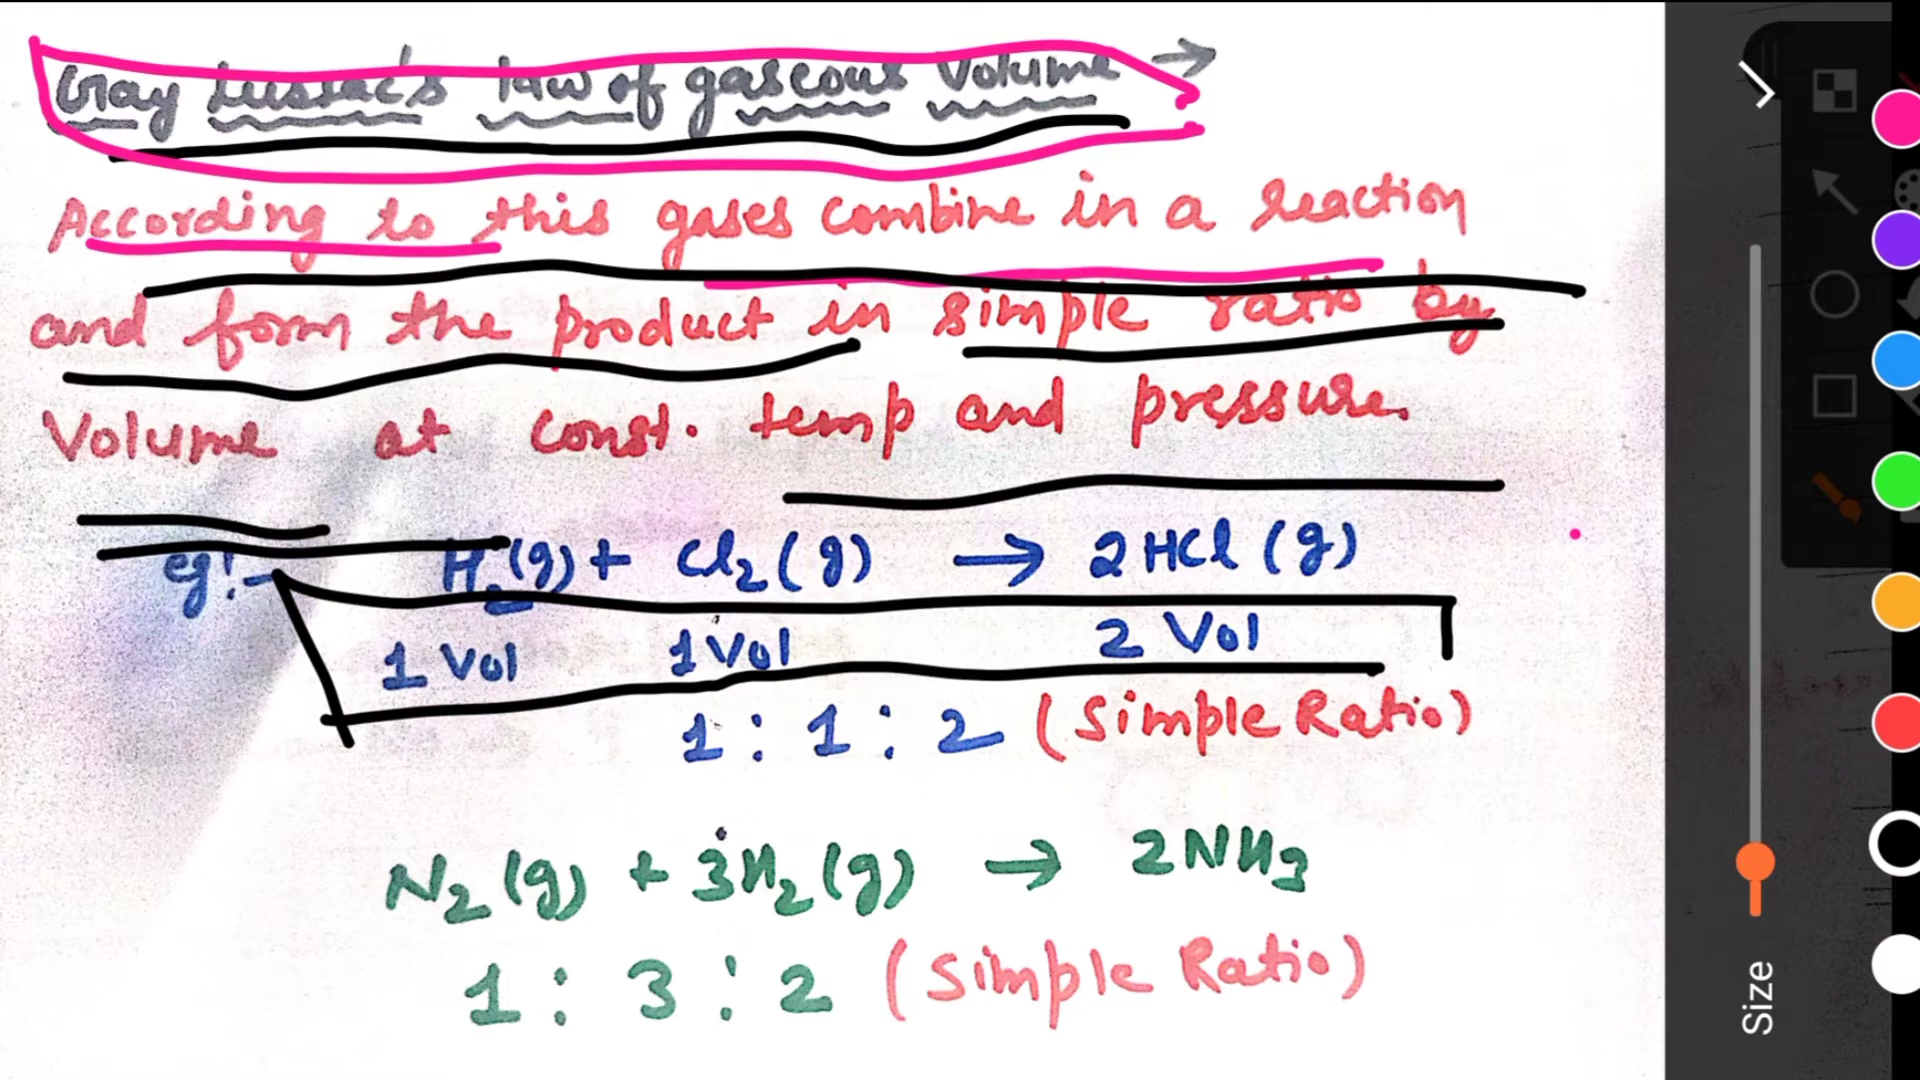 Gay Lussac's law of gaseous Volume →
According to this gases combine in a reaction
and form the product in simple ratio by
Volume at const. temp and pressure.
eg:- H₂(g) + Cl₂(g) → 2HCl(g)
1 Vol 1 Vol 2 Vol
1 : 1 : 2 (Simple Ratio)
N₂(g) + 3H₂(g) → 2NH₃
1 : 3 : 2 (Simple Ratio)
Size